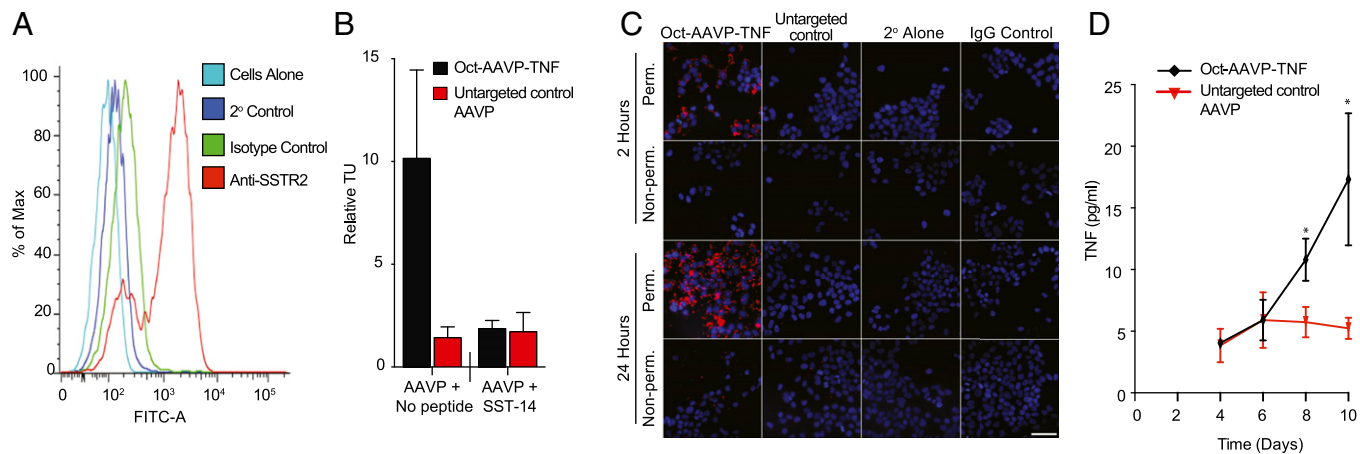 A
% of Max
100
80
60
40
20
0
0
10²
10³
10⁴
10⁵
FITC-A
Cells Alone
2° Control
Isotype Control
Anti-SSTR2
B
Relative TU
15
10
5
0
Oct-AAVP-TNF
Untargeted control
AAVP
AAVP +
No peptide
AAVP +
SST-14
C
Oct-AAVP-TNF
Untargeted
control
2° Alone
IgG Control
2 Hours
Perm.
Non-perm.
24 Hours
Perm.
Non-perm.
D
Oct-AAVP-TNF
Untargeted control
AAVP
TNF (pg/ml)
25
20
15
10
5
0
*
*
0
2
4
6
8
10
Time (Days)